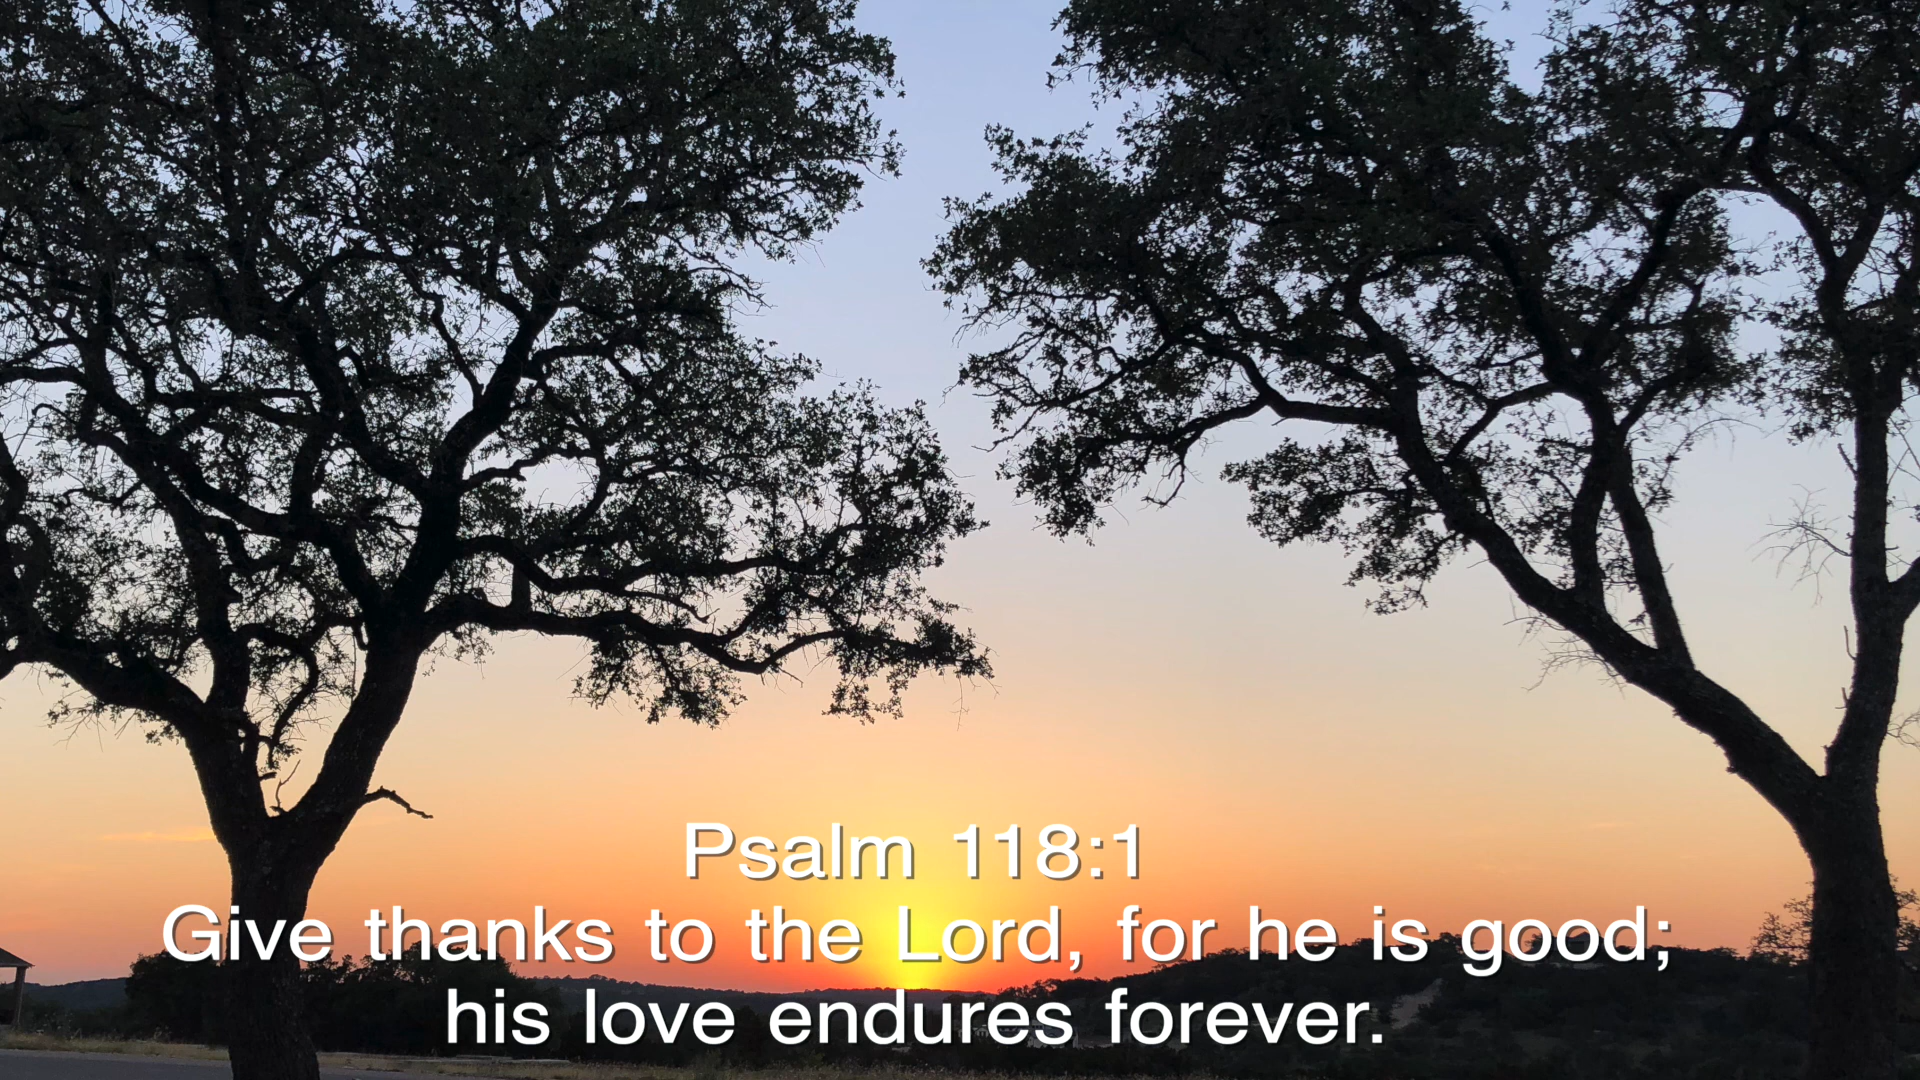 Psalm 118:1
Give thanks to the Lord, for he is good;
his love endures forever.